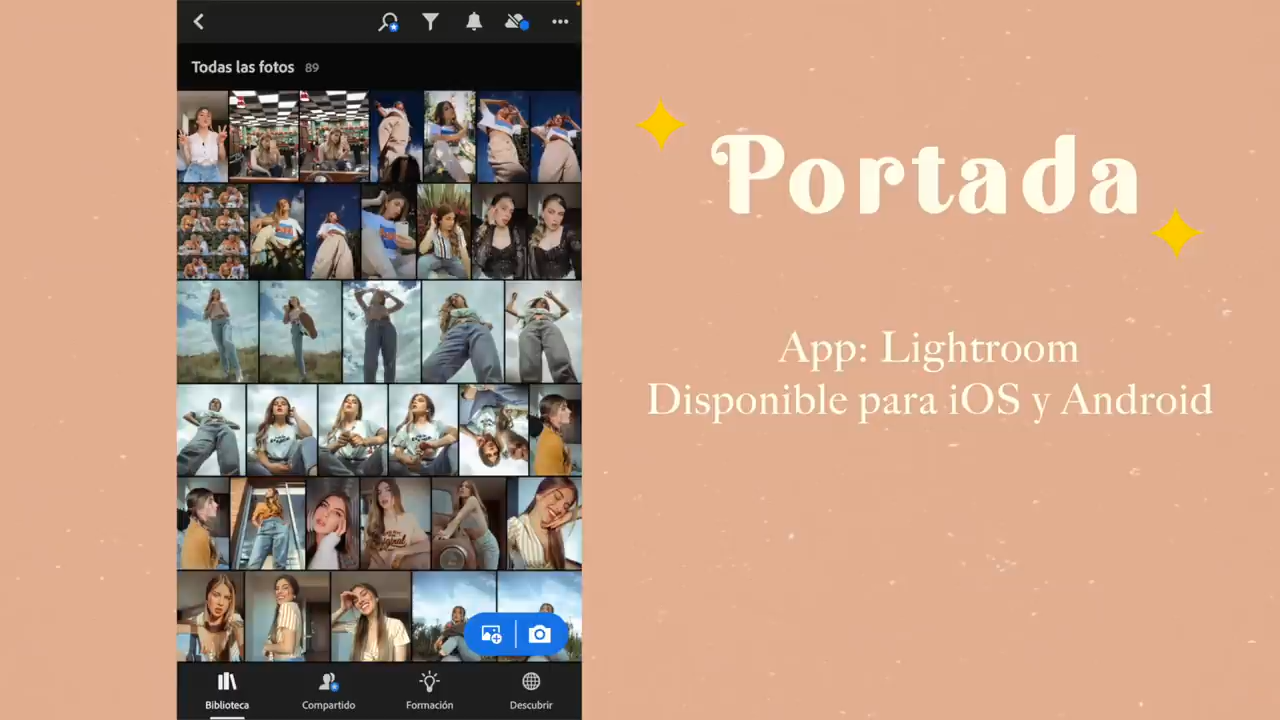 Todas las fotos 89
Portada
App: Lightroom
Disponible para iOS y Android
Biblioteca
Compartido
Formación
Descubrir